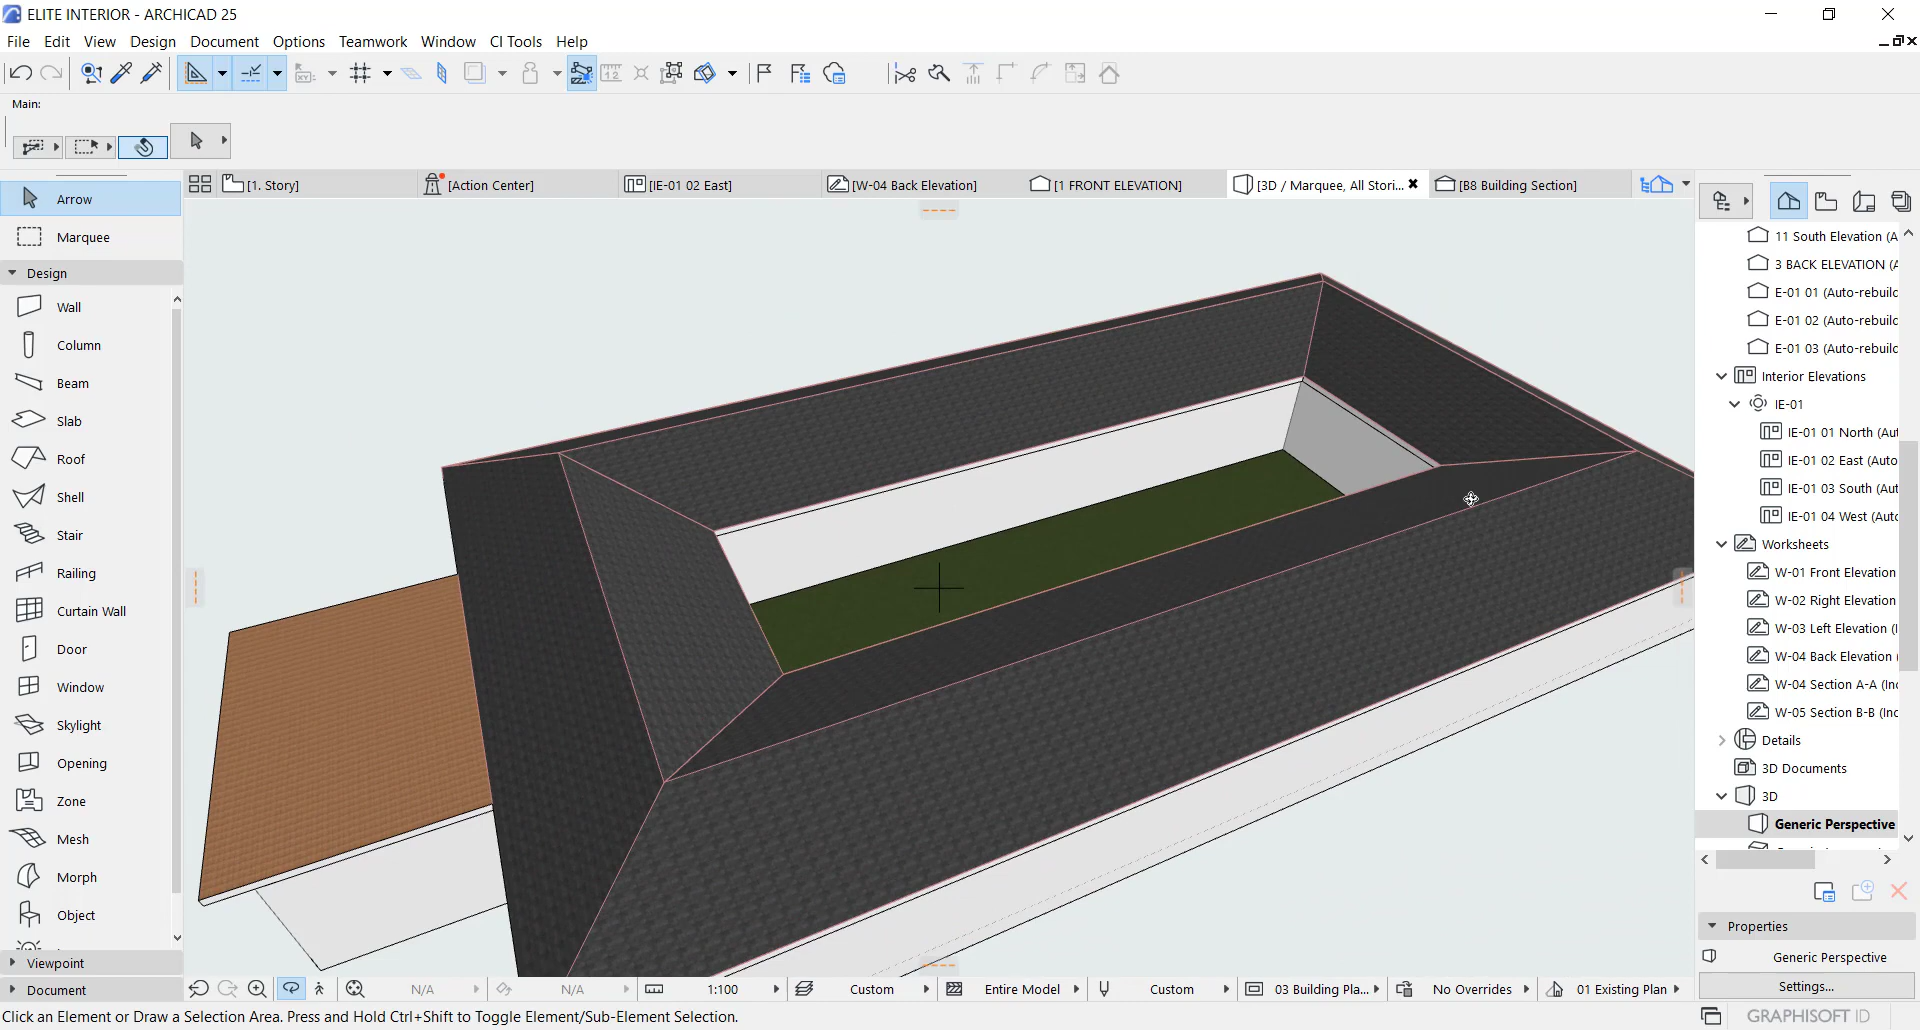 ELITE INTERIOR - ARCHICAD 25
File Edit View Design Document Options Teamwork Window CI Tools Help
Main:
[1. Story] [Action Center] [IE-01 02 East] [W-04 Back Elevation] [1 FRONT ELEVATION] [3D / Marquee, All Stori... [B8 Building Section]
Arrow
Marquee
Design
Wall
Column
Beam
Slab
Roof
Shell
Stair
Railing
Curtain Wall
Door
Window
Skylight
Opening
Zone
Mesh
Morph
Object
Viewpoint
Document
11 South Elevation (A
3 BACK ELEVATION (A
E-01 01 (Auto-rebuild
E-01 02 (Auto-rebuild
E-01 03 (Auto-rebuild
Interior Elevations
IE-01
IE-01 01 North (Aut
IE-01 02 East (Auto
IE-01 03 South (Aut
IE-01 04 West (Auto
Worksheets
W-01 Front Elevation
W-02 Right Elevation
W-03 Left Elevation (I
W-04 Back Elevation
W-04 Section A-A (Inc
W-05 Section B-B (Inc
Details
3D Documents
3D
Generic Perspective
Properties
Generic Perspective
Settings...
N/A N/A 1:100 Custom Entire Model Custom 03 Building Pla... No Overrides 01 Existing Plan
Click an Element or Draw a Selection Area. Press and Hold Ctrl+Shift to Toggle Element/Sub-Element Selection.
GRAPHISOFT ID